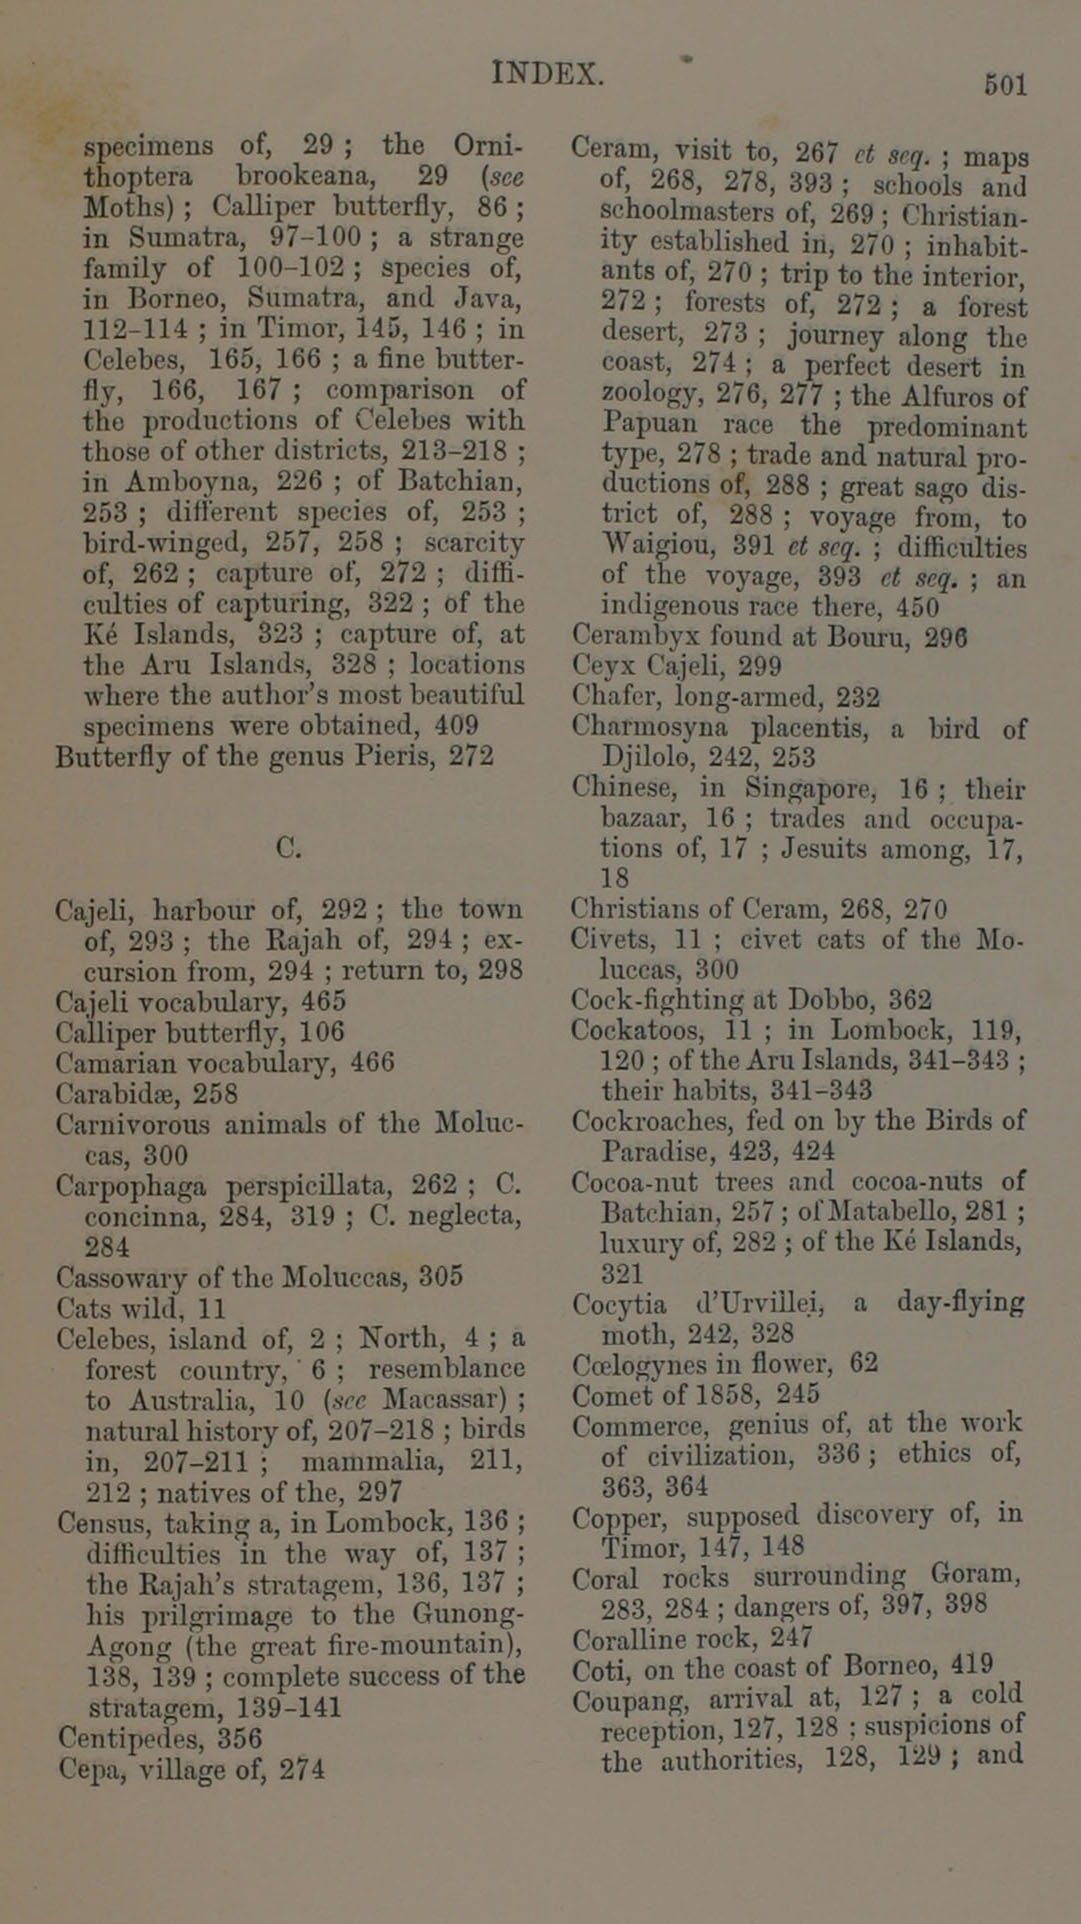 INDEX.
501
specimens of, 29 ; the Orni-
thoptera brookeana, 29 (see
Moths) ; Calliper butterfly, 86 ;
in Sumatra, 97–100 ; a strange
family of 100–102 ; species of,
in Borneo, Sumatra, and Java,
112–114 ; in Timor, 145, 146 ; in
Celebes, 165, 166 ; a fine butter-
fly, 166, 167 ; comparison of
the productions of Celebes with
those of other districts, 213–218 ;
in Amboyna, 226 ; of Batchian,
253 ; different species of, 253 ;
bird-winged, 257, 258 ; scarcity
of, 262 ; capture of, 272 ; diffi-
culties of capturing, 322 ; of the
Ké Islands, 323 ; capture of, at
the Aru Islands, 328 ; locations
where the author's most beautiful
specimens were obtained, 409
Butterfly of the genus Pieris, 272
C.
Cajeli, harbour of, 292 ; the town
of, 293 ; the Rajah of, 294 ; ex-
cursion from, 294 ; return to, 298
Cajeli vocabulary, 465
Calliper butterfly, 106
Camarian vocabulary, 466
Carabidæ, 258
Carnivorous animals of the Moluc-
cas, 300
Carpophaga perspicillata, 262 ; C.
concinna, 284, 319 ; C. neglecta,
284
Cassowary of the Moluccas, 305
Cats wild, 11
Celebes, island of, 2 ; North, 4 ; a
forest country, 6 ; resemblance
to Australia, 10 (see Macassar) ;
natural history of, 207–218 ; birds
in, 207–211 ; mammalia, 211,
212 ; natives of the, 297
Census, taking a, in Lombock, 136 ;
difficulties in the way of, 137 ;
the Rajah's stratagem, 136, 137 ;
his prilgrimage to the Gunong-
Agong (the great fire-mountain),
138, 139 ; complete success of the
stratagem, 139–141
Centipedes, 356
Cepa, village of, 274
Ceram, visit to, 267 et seq. ; maps
of, 268, 278, 393 ; schools and
schoolmasters of, 269 ; Christian-
ity established in, 270 ; inhabit-
ants of, 270 ; trip to the interior,
272 ; forests of, 272 ; a forest
desert, 273 ; journey along the
coast, 274 ; a perfect desert in
zoology, 276, 277 ; the Alfuros of
Papuan race the predominant
type, 278 ; trade and natural pro-
ductions of, 288 ; great sago dis-
trict of, 288 ; voyage from, to
Waigiou, 391 et seq. ; difficulties
of the voyage, 393 et seq. ; an
indigenous race there, 450
Cerambyx found at Bouru, 296
Ceyx Cajeli, 299
Chafer, long-armed, 232
Charmosyna placentis, a bird of
Djilolo, 242, 253
Chinese, in Singapore, 16 ; their
bazaar, 16 ; trades and occupa-
tions of, 17 ; Jesuits among, 17,
18
Christians of Ceram, 268, 270
Civets, 11 ; civet cats of the Mo-
luccas, 300
Cock-fighting at Dobbo, 362
Cockatoos, 11 ; in Lombock, 119,
120 ; of the Aru Islands, 341–343 ;
their habits, 341–343
Cockroaches, fed on by the Birds of
Paradise, 423, 424
Cocoa-nut trees and cocoa-nuts of
Batchian, 257 ; of Matabello, 281 ;
luxury of, 282 ; of the Ké Islands,
321
Cocytia d'Urvillei, a day-flying
moth, 242, 328
Cœlogynes in flower, 62
Comet of 1858, 245
Commerce, genius of, at the work
of civilization, 336 ; ethics of,
363, 364
Copper, supposed discovery of, in
Timor, 147, 148
Coral rocks surrounding Goram,
283, 284 ; dangers of, 397, 398
Coralline rock, 247
Coti, on the coast of Borneo, 419
Coupang, arrival at, 127 ; a cold
reception, 127, 128 ; suspicions of
the authorities, 128, 129 ; and